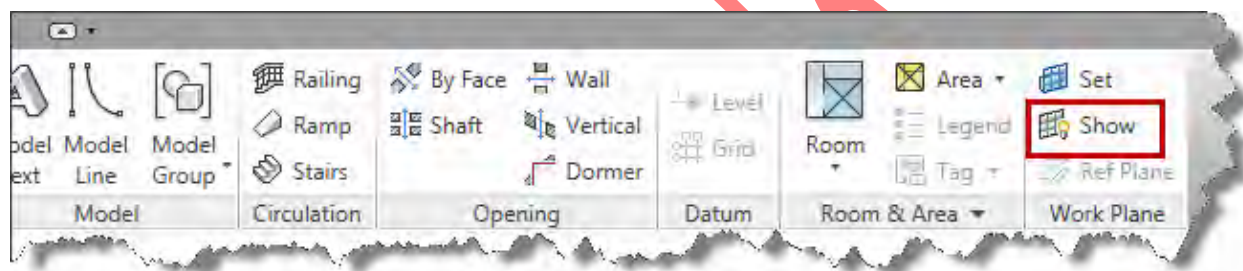 Railing By Face Wall Area Set
Ramp Shaft Vertical Level Legend Show
Model Model Room Grid
ext Line Group Stairs Dormer Tag Ref Plane
Model Circulation Opening Datum Room & Area Work Plane